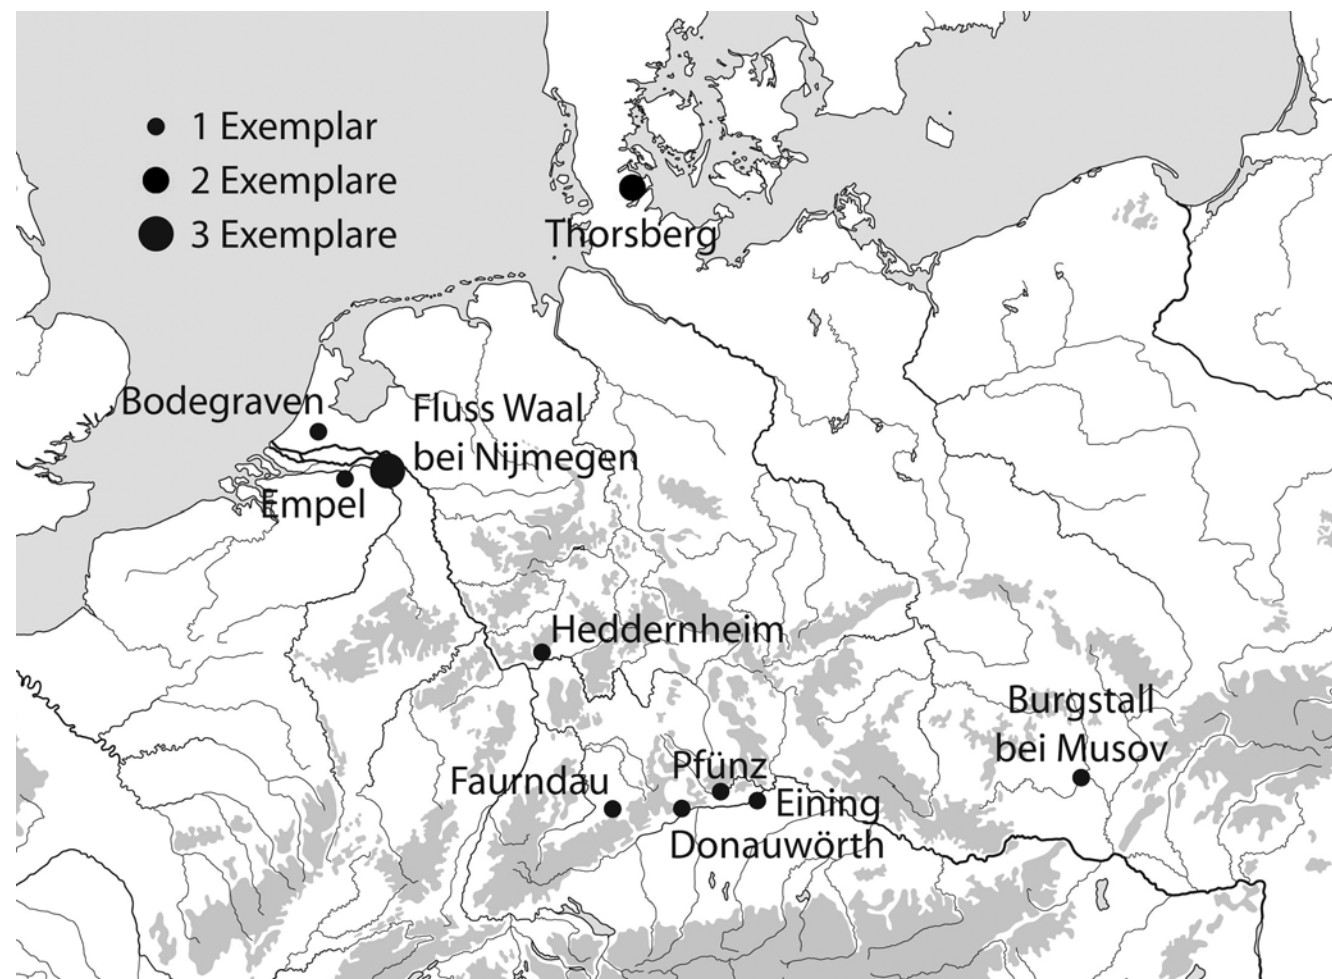 1 Exemplar
2 Exemplare
3 Exemplare
Thorsberg
Bodegraven
Fluss Waal
bei Nijmegen
Empel
Heddernheim
Burgstall
bei Musov
Pfünz
Faurndau
Eining
Donauwörth